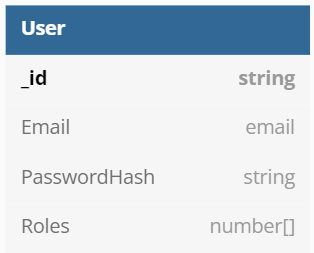 User
_id string
Email email
PasswordHash string
Roles number[]